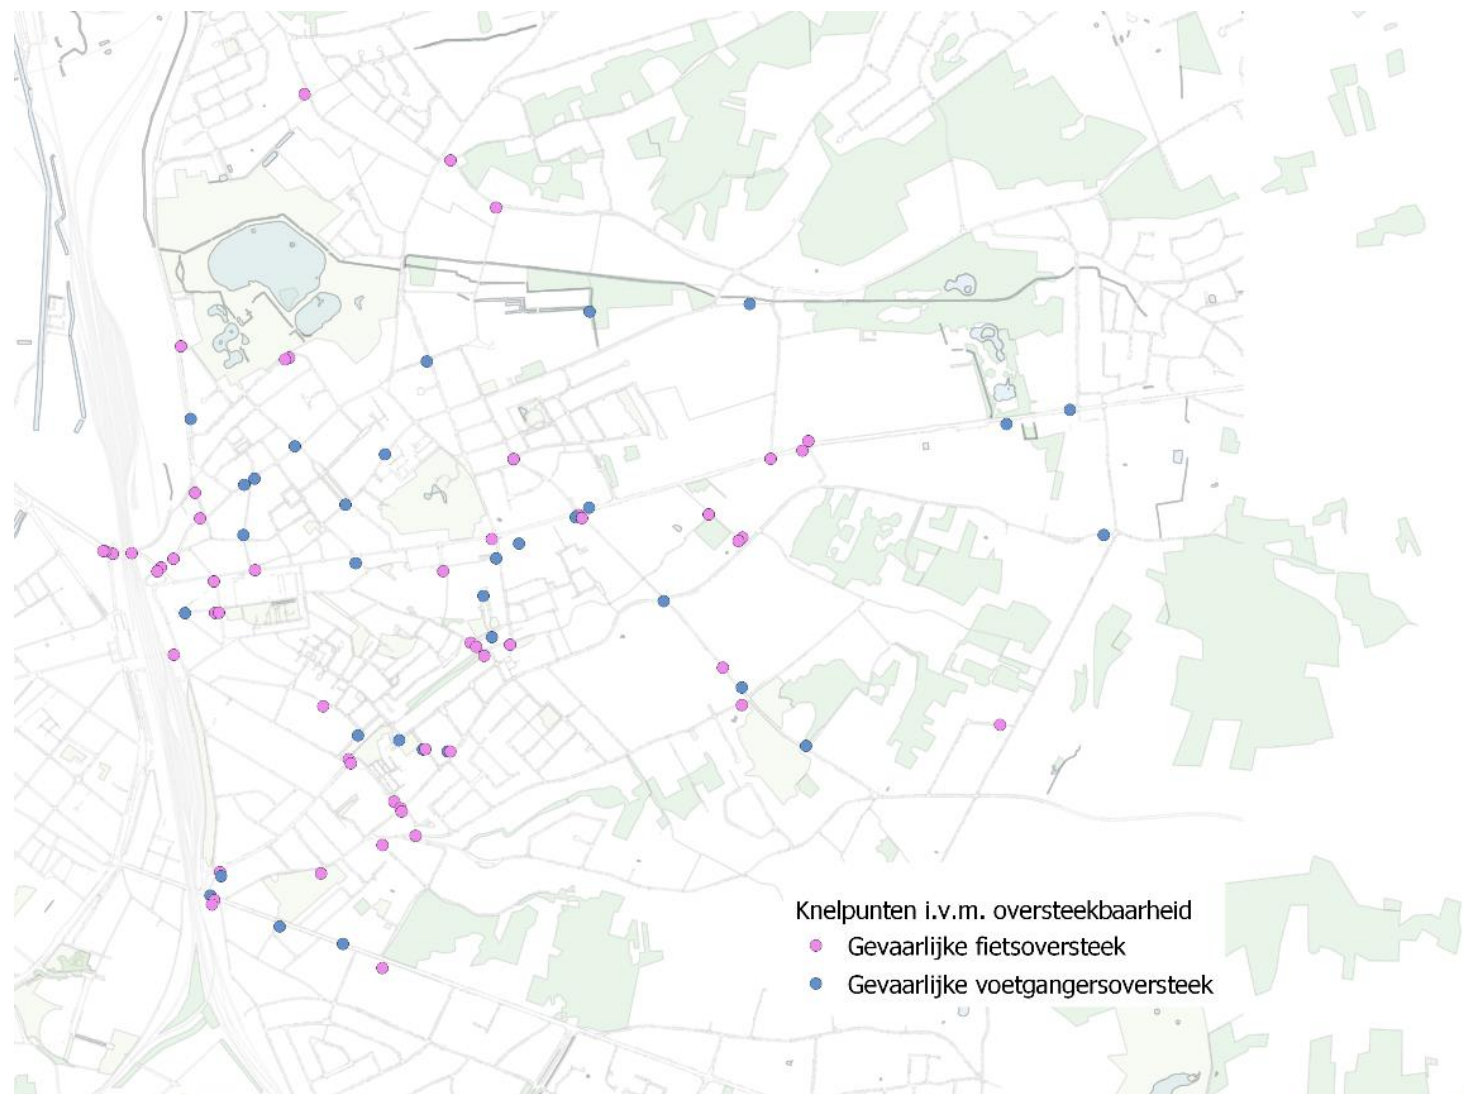 Knelpunten i.v.m. oversteekbaarheid
Gevaarlijke fietsoversteek
Gevaarlijke voetgangersoversteek